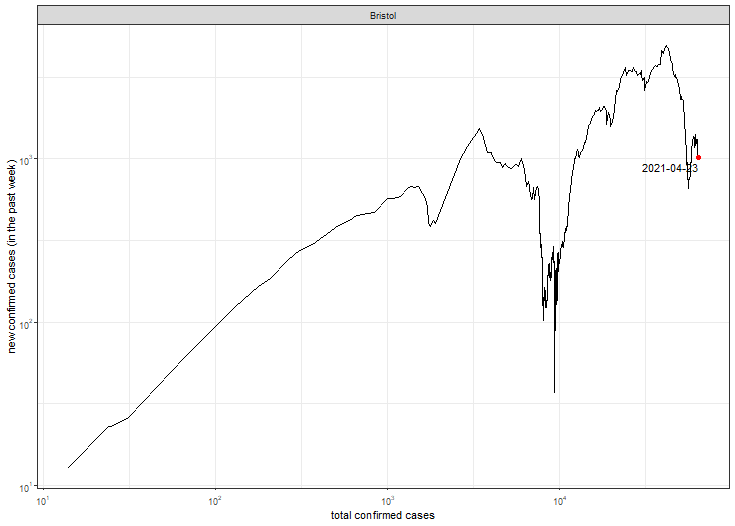 Bristol
new confirmed cases (in the past week)
10³
10²
10¹
2021-04-23
10¹ 10² 10³ 10⁴
total confirmed cases